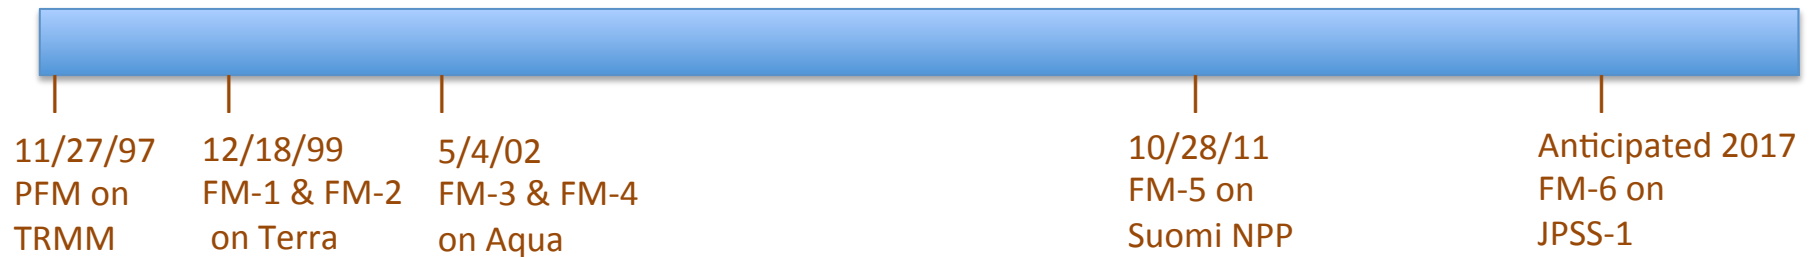 11/27/97
PFM on
TRMM
12/18/99
FM-1 & FM-2
on Terra
5/4/02
FM-3 & FM-4
on Aqua
10/28/11
FM-5 on
Suomi NPP
Anticipated 2017
FM-6 on
JPSS-1